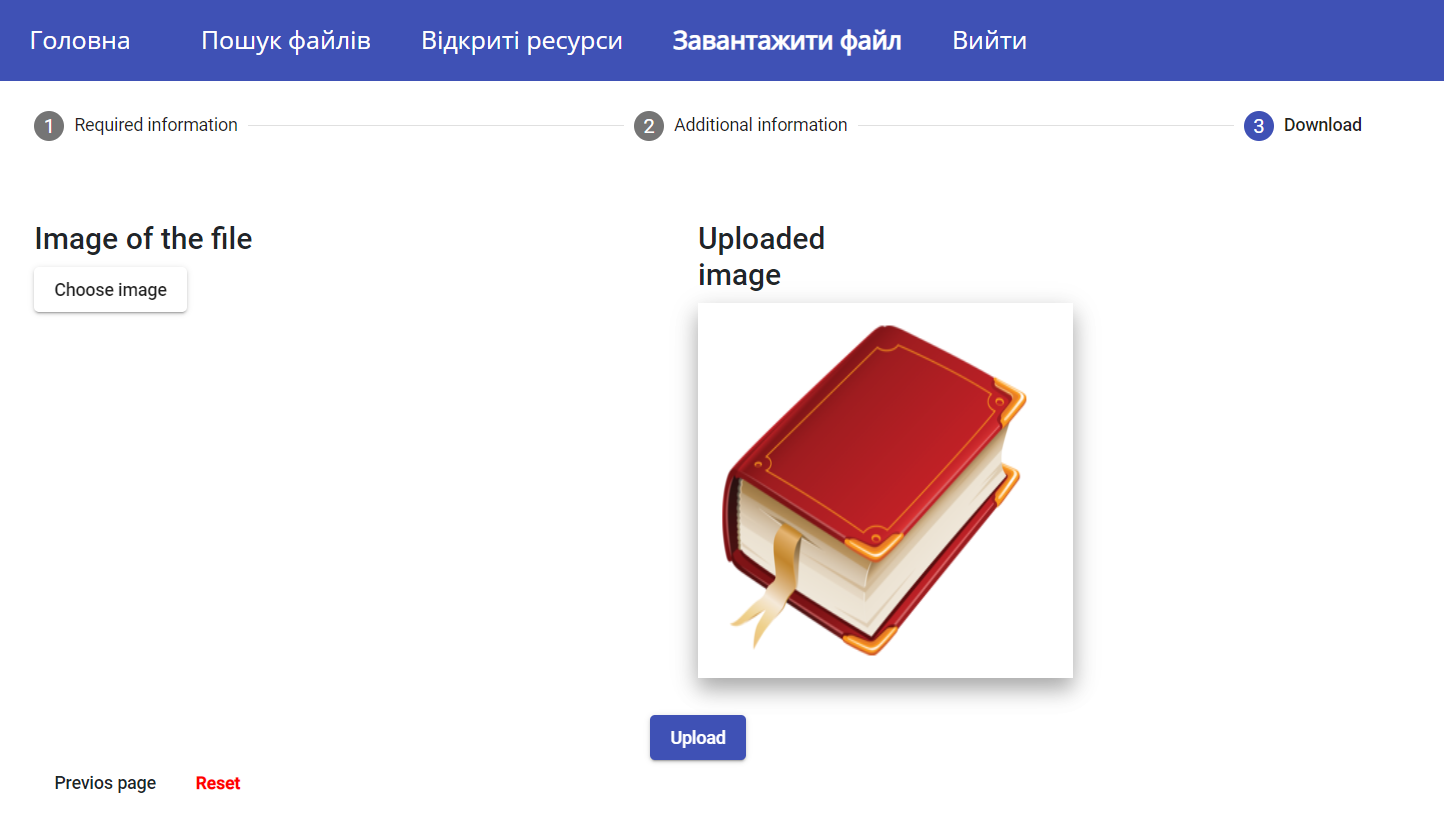 Головна Пошук файлів Відкриті ресурси Завантажити файл Вийти
1 Required information 2 Additional information 3 Download
Image of the file
Choose image
Uploaded
image
Upload
Previos page Reset